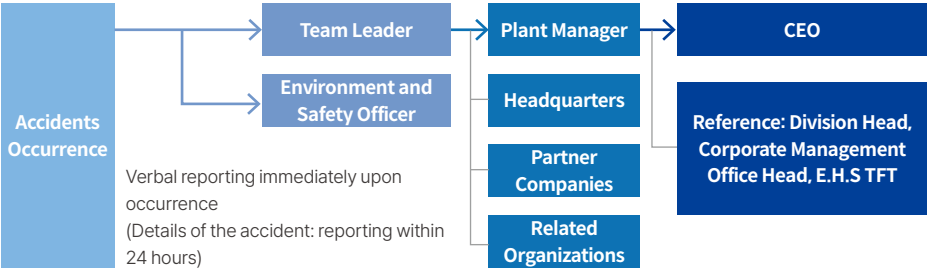 Accidents
Occurrence
Team Leader
Environment and
Safety Officer
Verbal reporting immediately upon
occurrence
(Details of the accident: reporting within
24 hours)
Plant Manager
Headquarters
Partner
Companies
Related
Organizations
CEO
Reference: Division Head,
Corporate Management
Office Head, E.H.S TFT